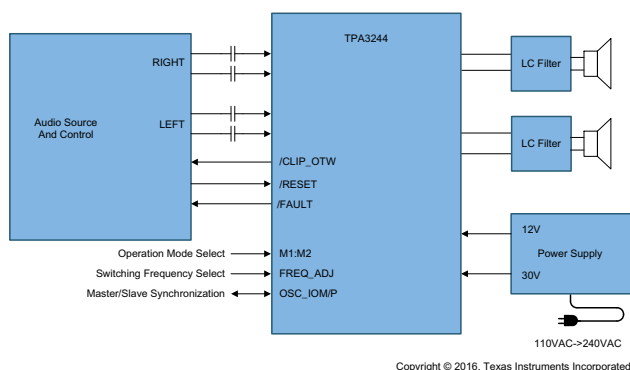 TPA3244
RIGHT
LC Filter
Audio Source
And Control
LEFT
LC Filter
/CLIP_OTW
/RESET
/FAULT
12V
Operation Mode Select
M1:M2
Power Supply
Switching Frequency Select
FREQ_ADJ
30V
Master/Slave Synchronization
OSC_IOM/P
110VAC->240VAC
Copyright © 2016, Texas Instruments Incorporated